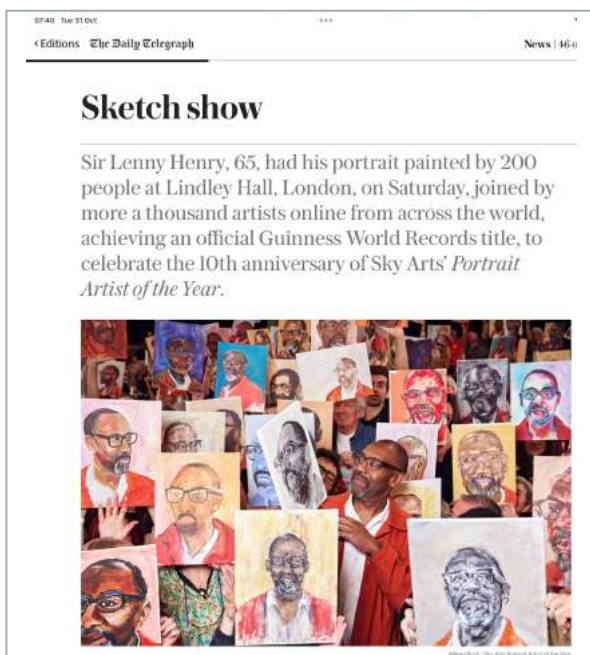 07:40 Tue 31 Oct
‹ Editions The Daily Telegraph
News | 46
Sketch show
Sir Lenny Henry, 65, had his portrait painted by 200
people at Lindley Hall, London, on Saturday, joined by
more a thousand artists online from across the world,
achieving an official Guinness World Records title, to
celebrate the 10th anniversary of Sky Arts’ Portrait
Artist of the Year.